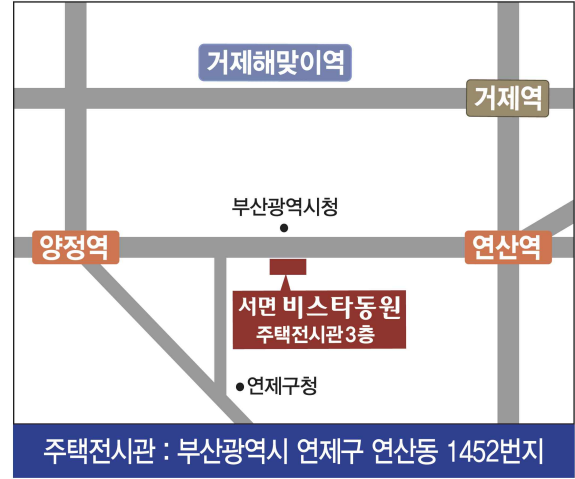 거제해맞이역
거제역
부산광역시청
양정역
연산역
서면 비스타동원
주택전시관3층
연제구청
주택전시관 : 부산광역시 연제구 연산동 1452번지